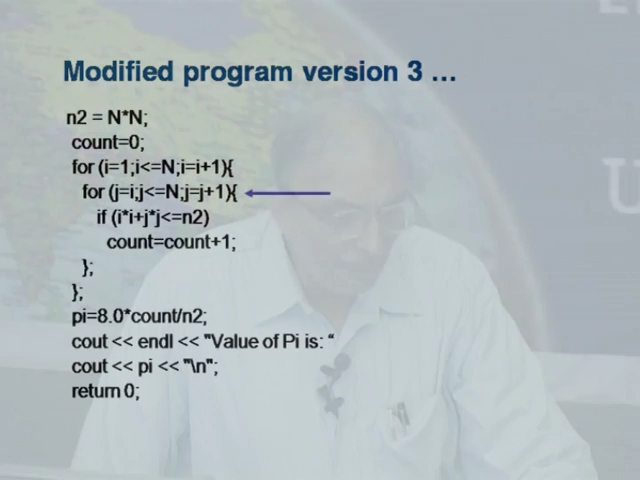 Modified program version 3 ...
n2 = N*N;
count=0;
for (i=1;i<=N;i=i+1){
for (j=i;j<=N;j=j+1){
if (i*i+j*j<=n2)
count=count+1;
};
};
pi=8.0*count/n2;
cout << endl << "Value of Pi is: “
cout << pi << "\n";
return 0;